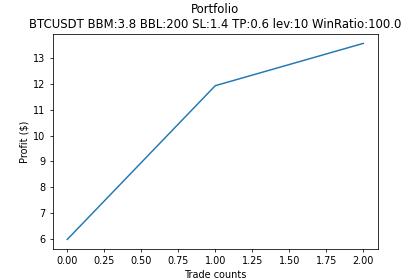 Portfolio
BTCUSDT BBM:3.8 BBL:200 SL:1.4 TP:0.6 lev:10 WinRatio:100.0
Profit ($)
13
12
11
10
9
8
7
6
0.00 0.25 0.50 0.75 1.00 1.25 1.50 1.75 2.00
Trade counts